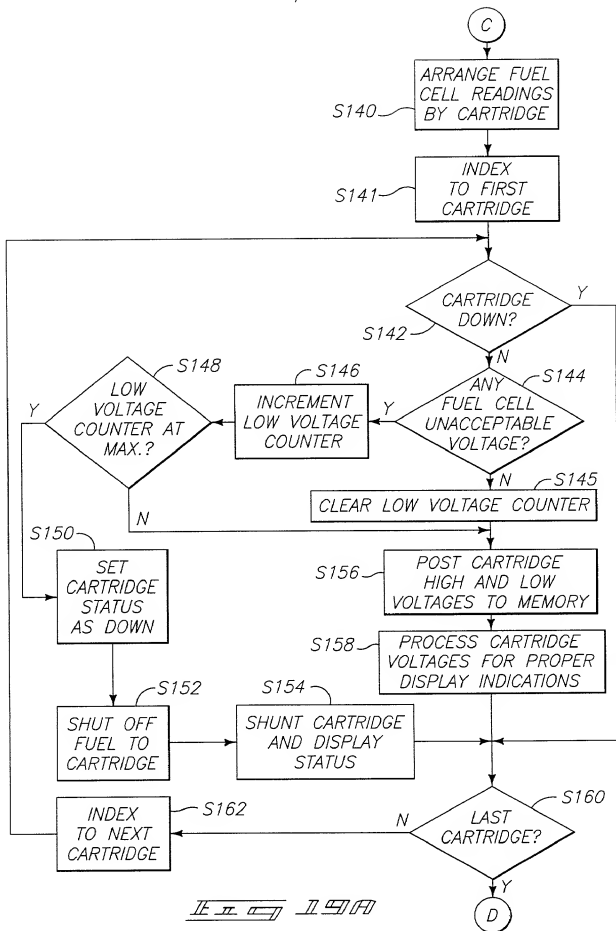 C
ARRANGE FUEL
CELL READINGS
BY CARTRIDGE
S140
INDEX
TO FIRST
CARTRIDGE
S141
CARTRIDGE
DOWN?
Y
S142
N
S144
ANY
FUEL CELL
UNACCEPTABLE
VOLTAGE?
Y
N
S146
INCREMENT
LOW VOLTAGE
COUNTER
S148
LOW
VOLTAGE
COUNTER AT
MAX.?
Y
N
S145
CLEAR LOW VOLTAGE COUNTER
S150
SET
CARTRIDGE
STATUS
AS DOWN
S156
POST CARTRIDGE
HIGH AND LOW
VOLTAGES TO MEMORY
S158
PROCESS CARTRIDGE
VOLTAGES FOR PROPER
DISPLAY INDICATIONS
S152
SHUT OFF
FUEL TO
CARTRIDGE
S154
SHUNT CARTRIDGE
AND DISPLAY
STATUS
S160
LAST
CARTRIDGE?
N
Y
S162
INDEX
TO NEXT
CARTRIDGE
D
FIG 19A